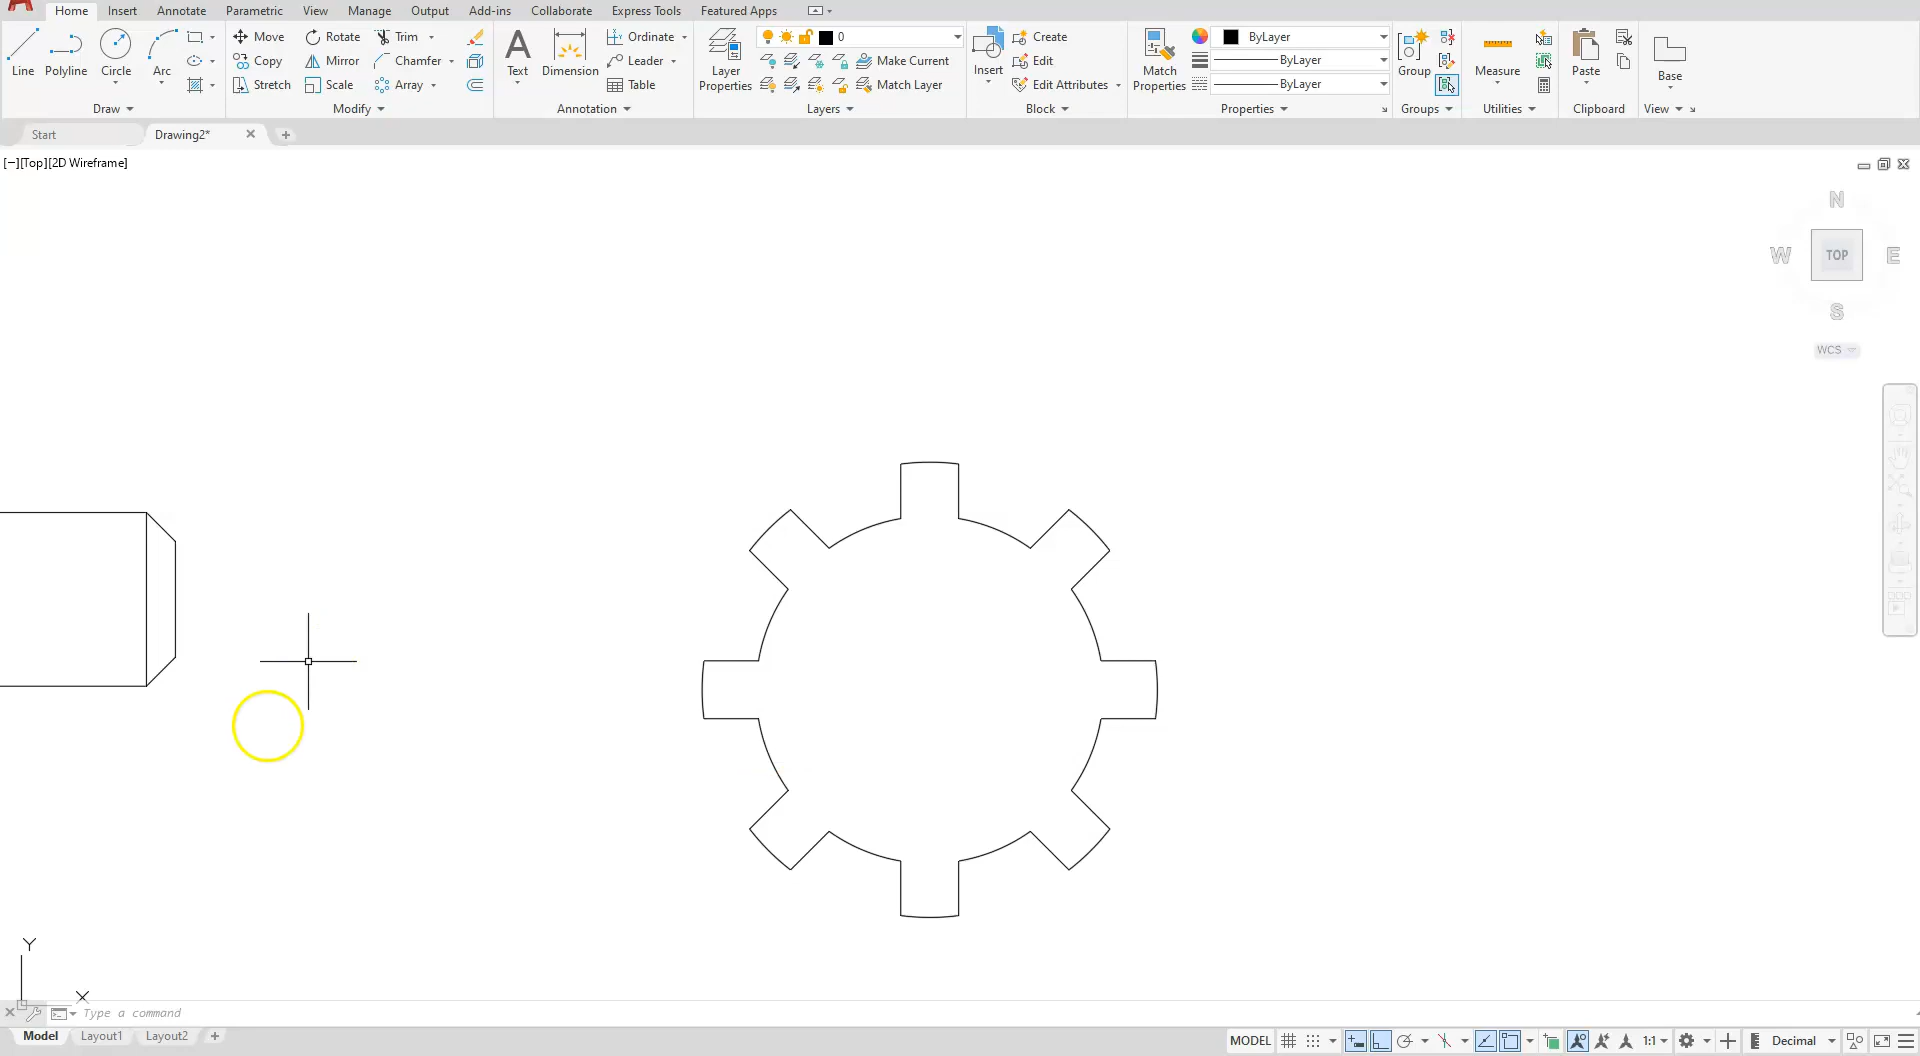 Home Insert Annotate Parametric View Manage Output Add-ins Collaborate Express Tools Featured Apps
Line Polyline Circle Arc
Move Rotate Trim
Copy Mirror Chamfer
Stretch Scale Array
Text Dimension
Ordinate
Leader
Table
Layer Properties
0
Make Current
Match Layer
Insert
Create
Edit
Edit Attributes
Match Properties
ByLayer
ByLayer
ByLayer
Group
Measure
Paste
Base
Draw Modify Annotation Layers Block Properties Groups Utilities Clipboard View
Start Drawing2*
[−][Top][2D Wireframe]
N
W TOP E
S
WCS
Y
X
Type a command
Model Layout1 Layout2
MODEL 1:1 Decimal